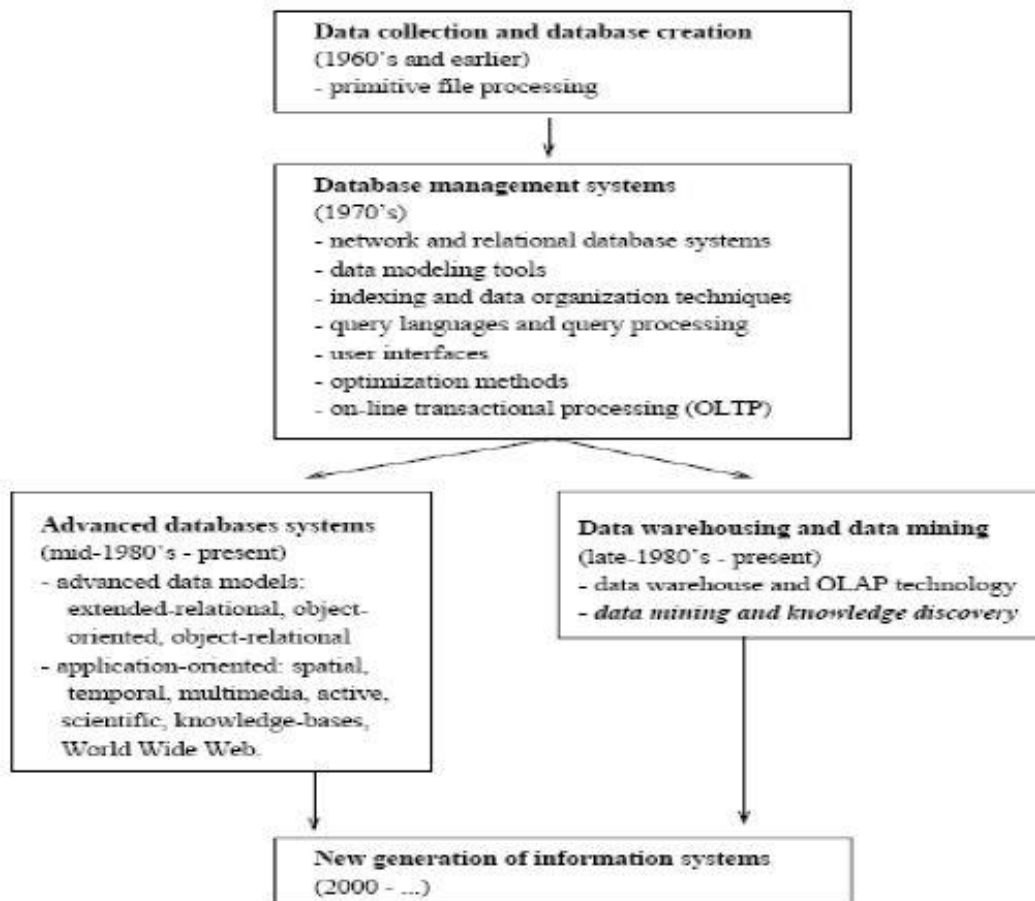 Data collection and database creation
(1960's and earlier)
- primitive file processing
Database management systems
(1970's)
- network and relational database systems
- data modeling tools
- indexing and data organization techniques
- query languages and query processing
- user interfaces
- optimization methods
- on-line transactional processing (OLTP)
Advanced databases systems
(mid-1980's - present)
- advanced data models:
extended-relational, object-
oriented, object-relational
- application-oriented: spatial,
temporal, multimedia, active,
scientific, knowledge-bases,
World Wide Web.
Data warehousing and data mining
(late-1980's - present)
- data warehouse and OLAP technology
- data mining and knowledge discovery
New generation of information systems
(2000 - ...)